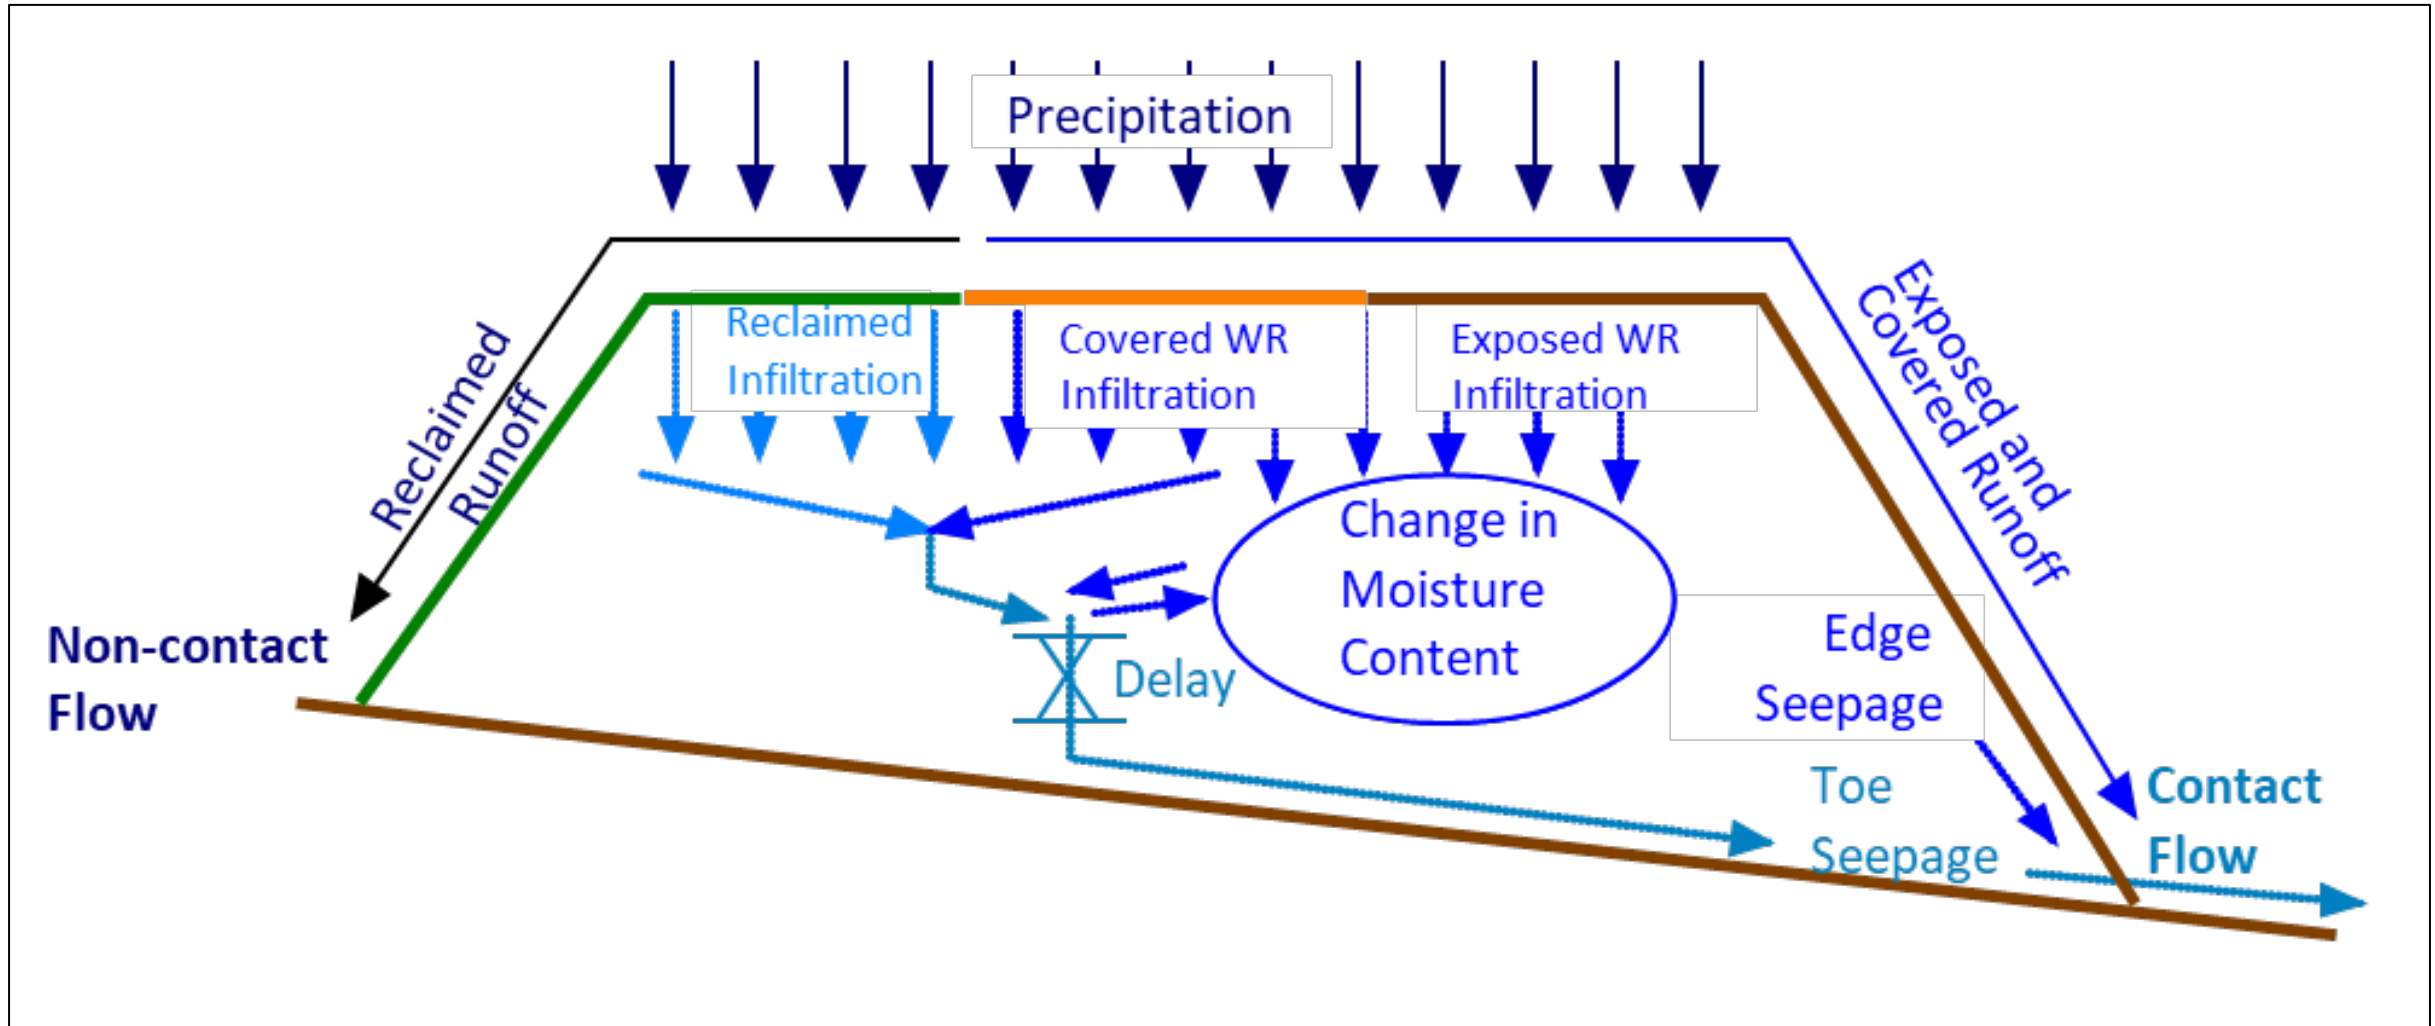 Precipitation
Reclaimed
Runoff
Reclaimed
Infiltration
Covered WR
Infiltration
Exposed WR
Infiltration
Exposed and
Covered Runoff
Change in
Moisture
Content
Non-contact
Flow
Delay
Edge
Seepage
Toe
Seepage
Contact
Flow